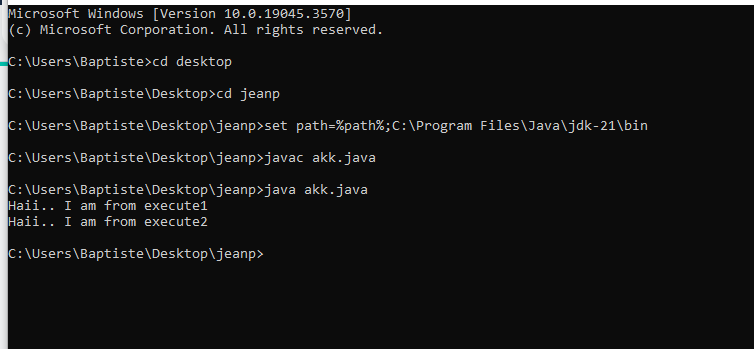 Microsoft Windows [Version 10.0.19045.3570]
(c) Microsoft Corporation. All rights reserved.
C:\Users\Baptiste>cd desktop
C:\Users\Baptiste\Desktop>cd jeanp
C:\Users\Baptiste\Desktop\jeanp>set path=%path%;C:\Program Files\Java\jdk-21\bin
C:\Users\Baptiste\Desktop\jeanp>javac akk.java
C:\Users\Baptiste\Desktop\jeanp>java akk.java
Haii.. I am from execute1
Haii.. I am from execute2
C:\Users\Baptiste\Desktop\jeanp>